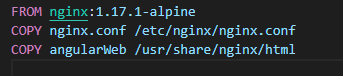 FROM nginx:1.17.1-alpine
COPY nginx.conf /etc/nginx/nginx.conf
COPY angularWeb /usr/share/nginx/html